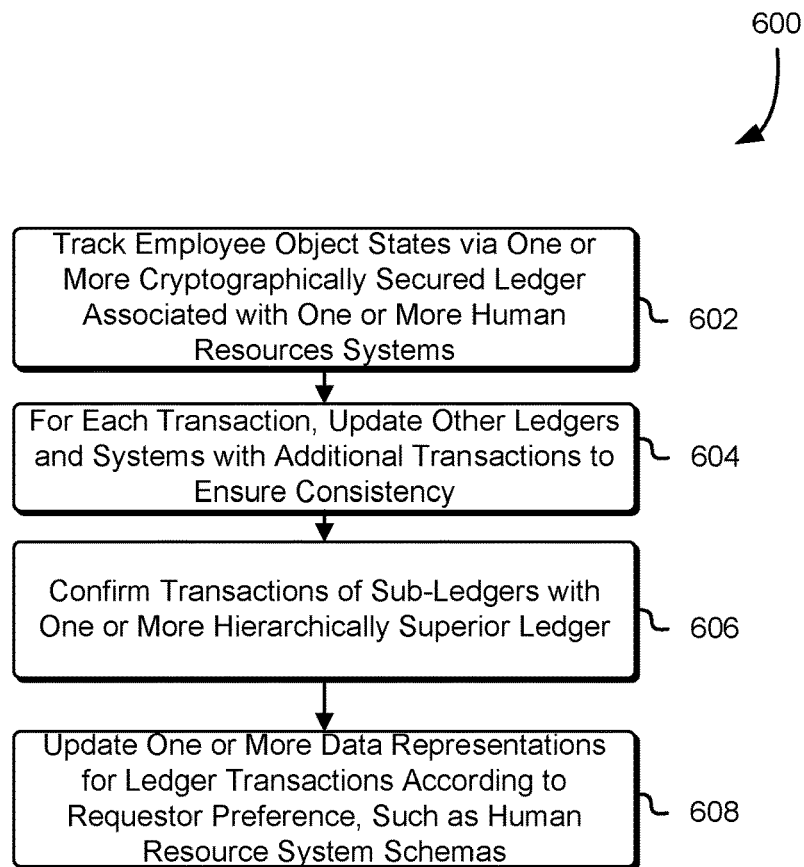 600
Track Employee Object States via One or
More Cryptographically Secured Ledger
Associated with One or More Human
Resources Systems
602
For Each Transaction, Update Other Ledgers
and Systems with Additional Transactions to
Ensure Consistency
604
Confirm Transactions of Sub-Ledgers with
One or More Hierarchically Superior Ledger
606
Update One or More Data Representations
for Ledger Transactions According to
Requestor Preference, Such as Human
Resource System Schemas
608